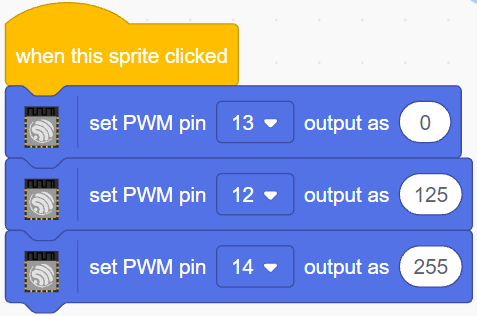 when this sprite clicked
set PWM pin 13 output as 0
set PWM pin 12 output as 125
set PWM pin 14 output as 255